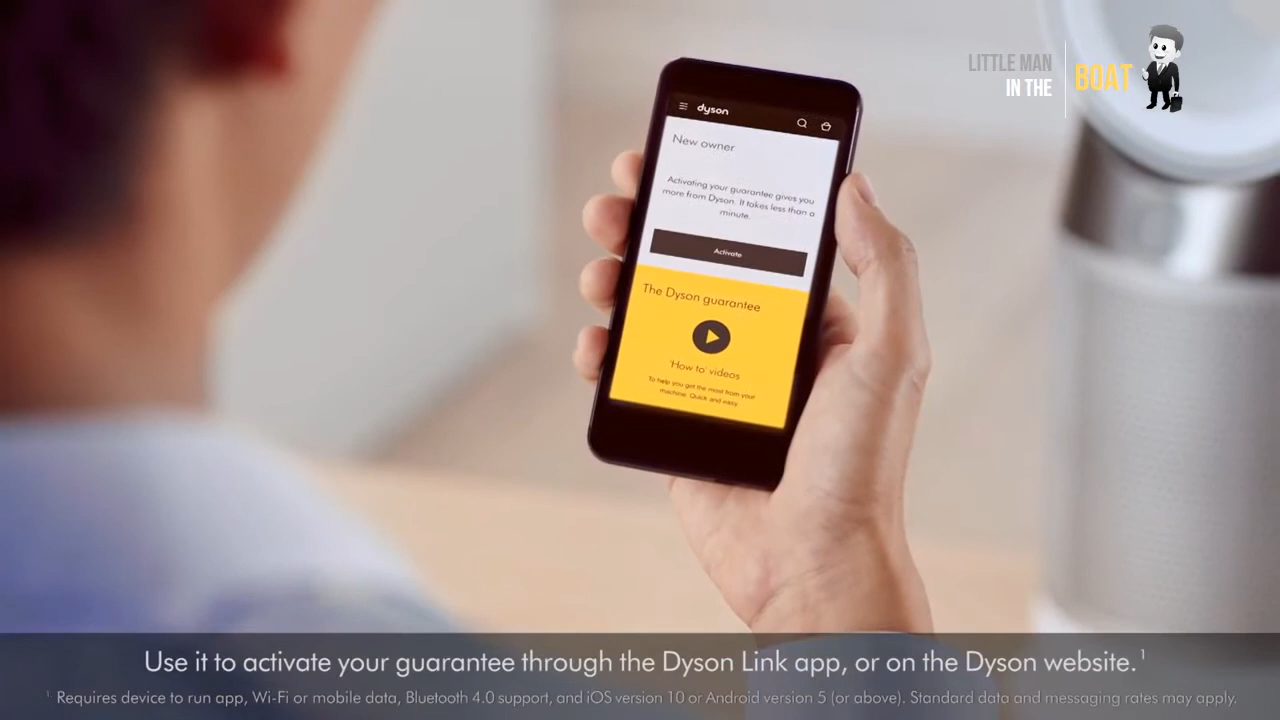 LITTLE MAN
IN THE
BOAT
dyson
New owner
Activating your guarantee gives you
more from Dyson. It takes less than a
minute.
Activate
The Dyson guarantee
'How to' videos
To help you get the most from your
machine. Quick and easy
Use it to activate your guarantee through the Dyson Link app, or on the Dyson website.¹
¹ Requires device to run app, Wi-Fi or mobile data, Bluetooth 4.0 support, and iOS version 10 or Android version 5 (or above). Standard data and messaging rates may apply.